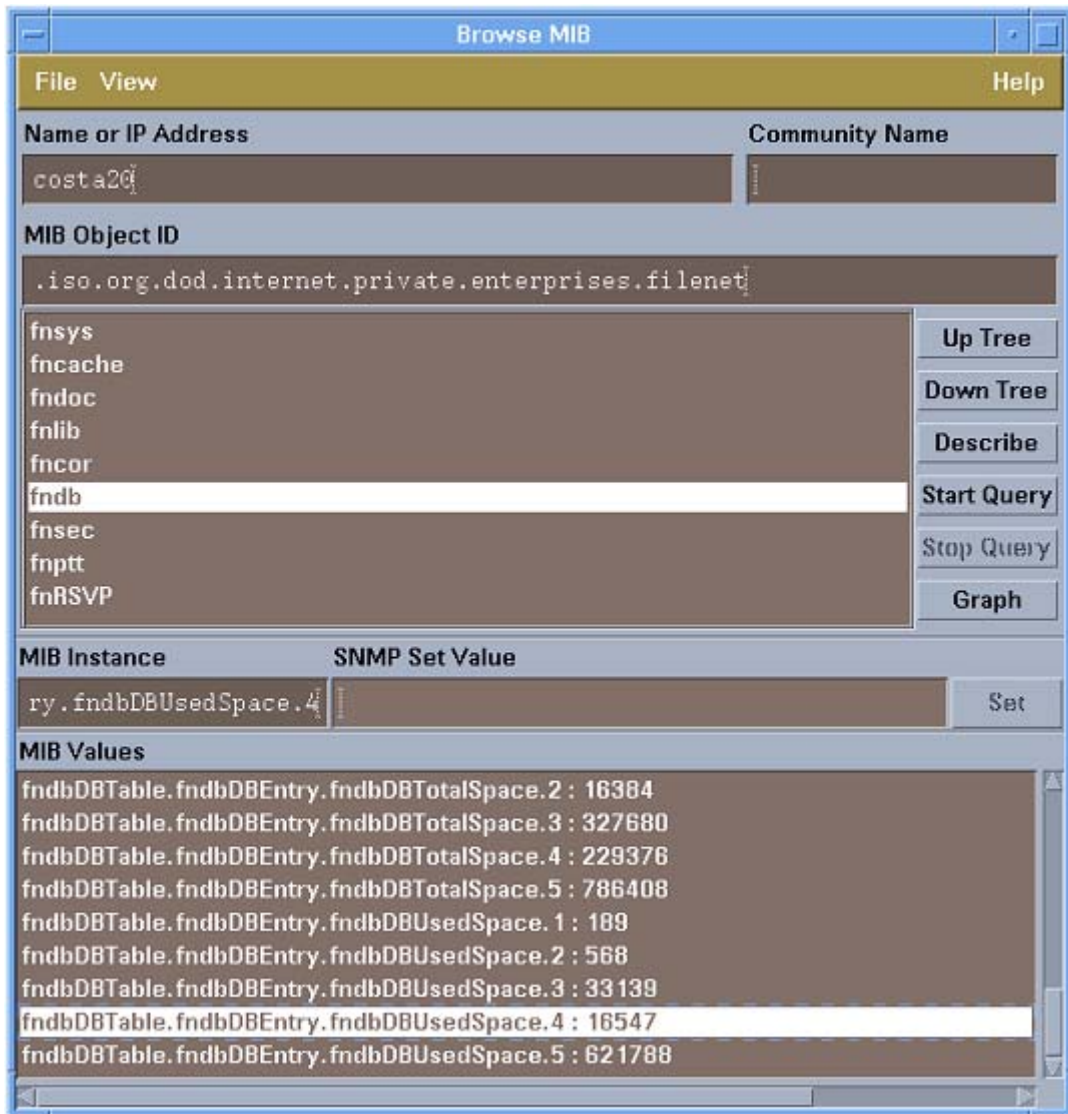 Browse MIB
File View Help
Name or IP Address Community Name
costa20
MIB Object ID
.iso.org.dod.internet.private.enterprises.filenet
fnsys
fncache
fndoc
fnlib
fncor
fndb
fnsec
fnptt
fnRSVP
Up Tree
Down Tree
Describe
Start Query
Stop Query
Graph
MIB Instance SNMP Set Value
ry.fndbDBUsedSpace.4 Set
MIB Values
fndbDBTable.fndbDBEntry.fndbDBTotalSpace.2 : 16384
fndbDBTable.fndbDBEntry.fndbDBTotalSpace.3 : 327680
fndbDBTable.fndbDBEntry.fndbDBTotalSpace.4 : 229376
fndbDBTable.fndbDBEntry.fndbDBTotalSpace.5 : 786408
fndbDBTable.fndbDBEntry.fndbDBUsedSpace.1 : 189
fndbDBTable.fndbDBEntry.fndbDBUsedSpace.2 : 568
fndbDBTable.fndbDBEntry.fndbDBUsedSpace.3 : 33139
fndbDBTable.fndbDBEntry.fndbDBUsedSpace.4 : 16547
fndbDBTable.fndbDBEntry.fndbDBUsedSpace.5 : 621788